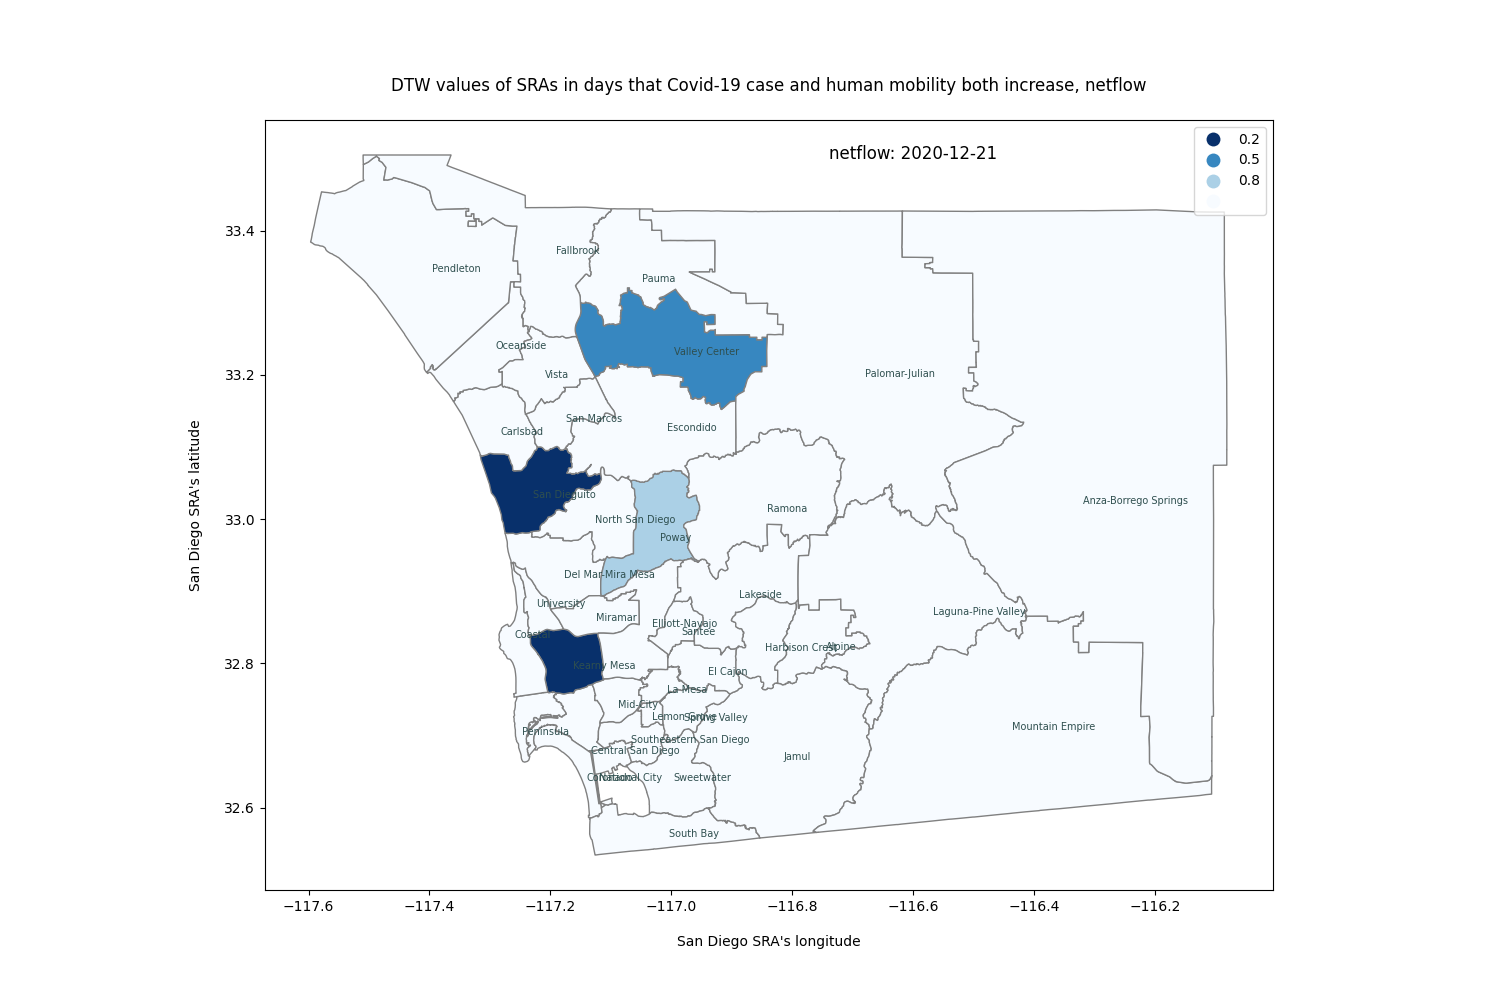 DTW values of SRAs in days that Covid-19 case and human mobility both increase, netflow
netflow: 2020-12-21
0.2
0.5
0.8
San Diego SRA's latitude
33.4
33.2
33.0
32.8
32.6
Fallbrook
Pendleton
Pauma
Oceanside
Valley Center
Vista
Palomar-Julian
San Marcos
Carlsbad
Escondido
San Dieguito
Anza-Borrego Springs
Ramona
North San Diego
Poway
Del Mar-Mira Mesa
Lakeside
University
Miramar
Laguna-Pine Valley
Elliott-Navajo
Santee
Coastal
Harbison Crest
Alpine
Kearny Mesa
El Cajon
La Mesa
Mid-City
Lemon Grove
Spring Valley
Mountain Empire
Peninsula
Southeastern San Diego
Central San Diego
Jamul
Coronado
National City
Sweetwater
South Bay
−117.6
−117.4
−117.2
−117.0
−116.8
−116.6
−116.4
−116.2
San Diego SRA's longitude